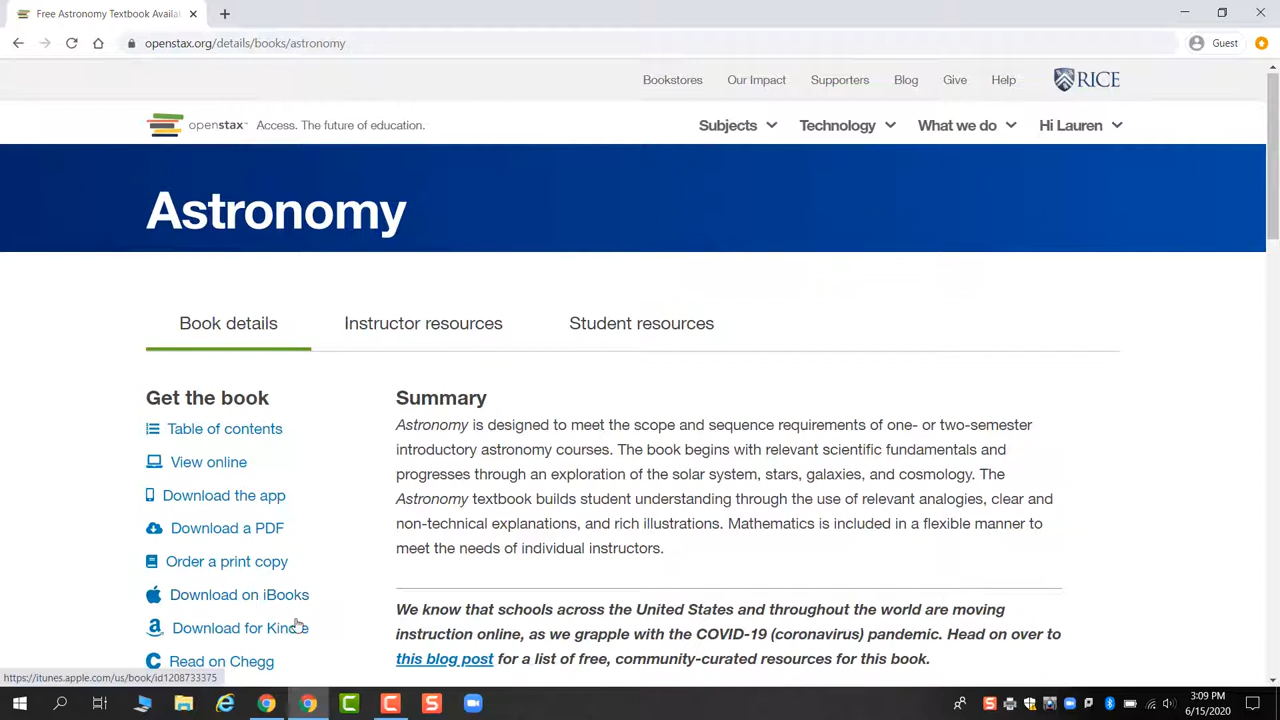 Free Astronomy Textbook Availa
openstax.org/details/books/astronomy
Guest
Bookstores Our Impact Supporters Blog Give Help RICE
openstax™ Access. The future of education.
Subjects Technology What we do Hi Lauren
Astronomy
Book details Instructor resources Student resources
Get the book
Table of contents
View online
Download the app
Download a PDF
Order a print copy
Download on iBooks
Download for Kindle
Read on Chegg
Summary
Astronomy is designed to meet the scope and sequence requirements of one- or two-semester
introductory astronomy courses. The book begins with relevant scientific fundamentals and
progresses through an exploration of the solar system, stars, galaxies, and cosmology. The
Astronomy textbook builds student understanding through the use of relevant analogies, clear and
non-technical explanations, and rich illustrations. Mathematics is included in a flexible manner to
meet the needs of individual instructors.
We know that schools across the United States and throughout the world are moving
instruction online, as we grapple with the COVID-19 (coronavirus) pandemic. Head on over to
this blog post for a list of free, community-curated resources for this book.
https://itunes.apple.com/us/book/id1208733375
3:09 PM
6/15/2020